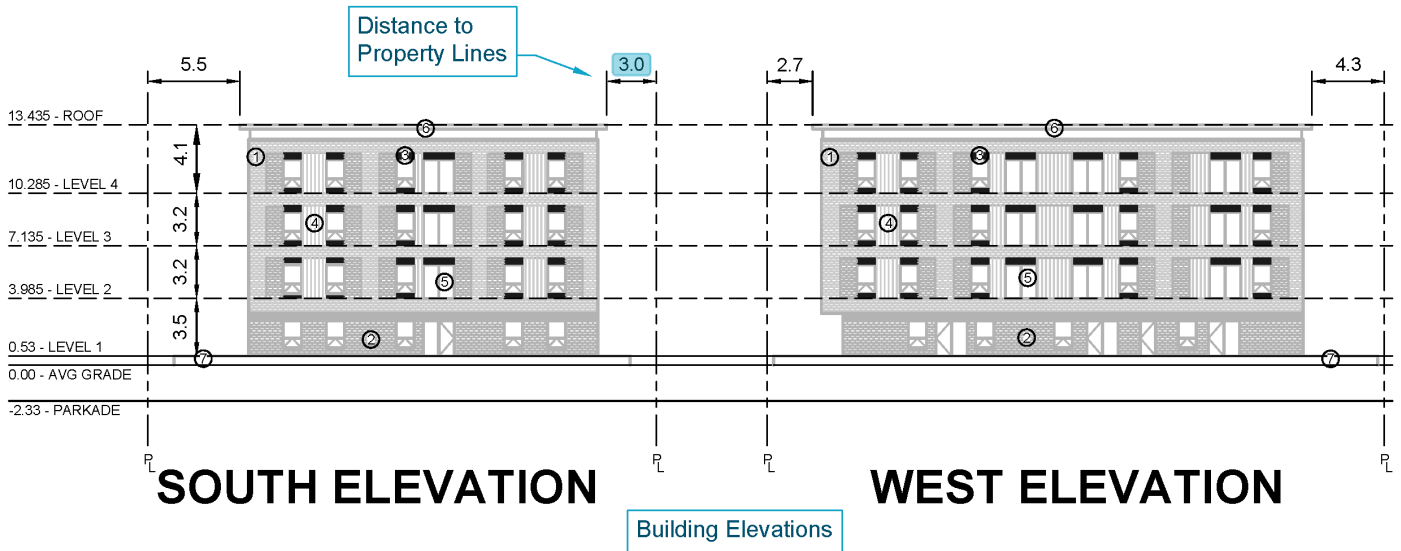 Distance to
Property Lines
5.5
3.0
2.7
4.3
13.435 - ROOF
6
6
1
3
1
3
4.1
10.285 - LEVEL 4
4
4
3.2
7.135 - LEVEL 3
5
5
3.2
3.985 - LEVEL 2
2
2
3.5
0.53 - LEVEL 1
7
7
0.00 - AVG GRADE
-2.33 - PARKADE
PL
PL
PL
PL
SOUTH ELEVATION
WEST ELEVATION
Building Elevations